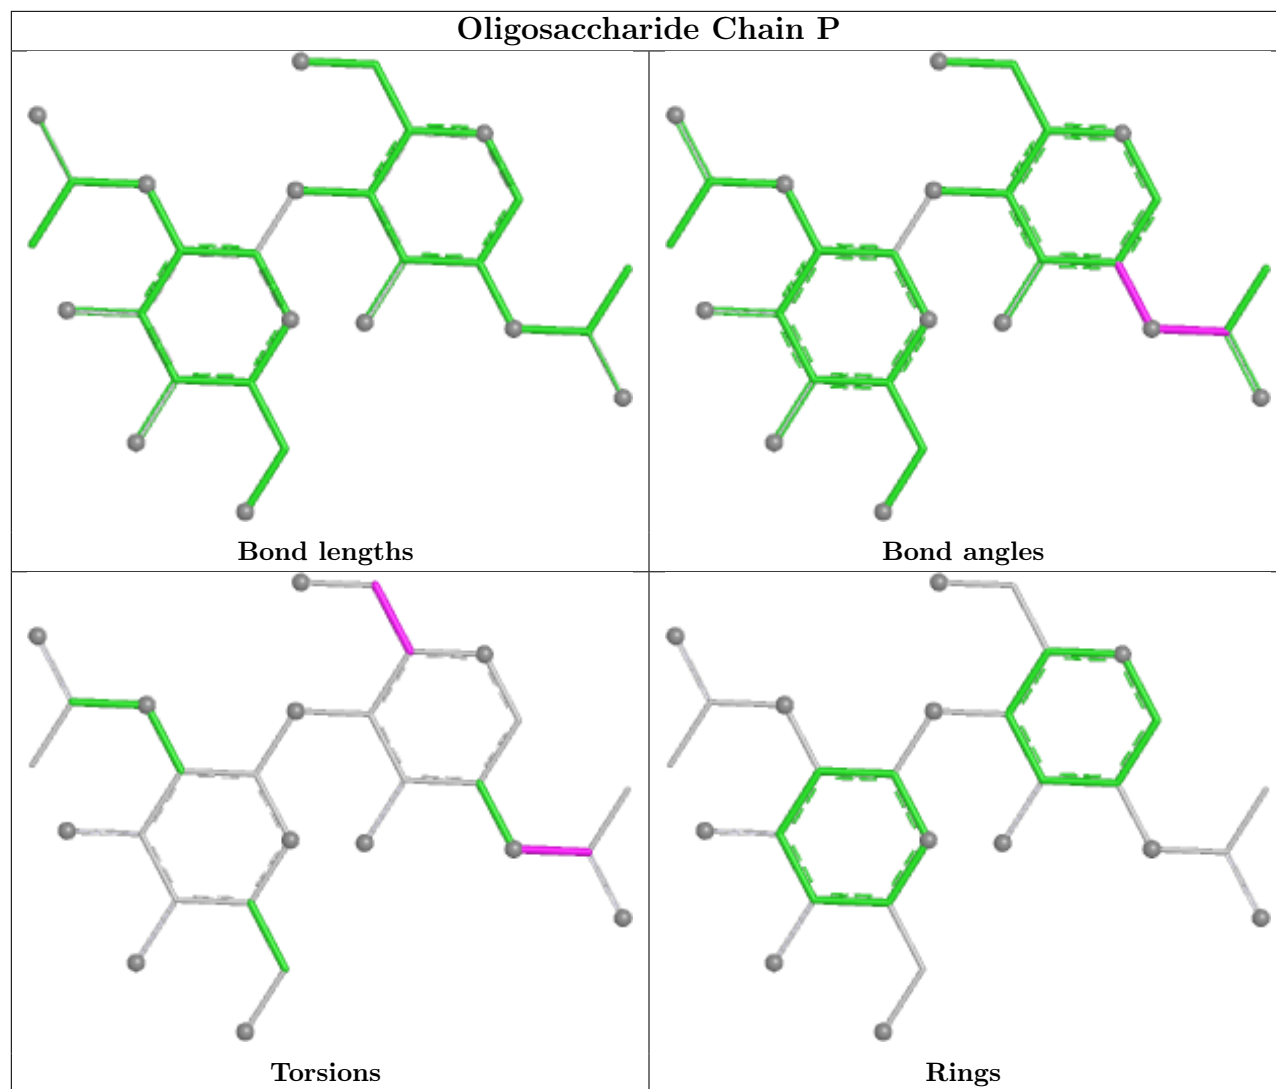 Oligosaccharide Chain P
Bond lengths
Bond angles
Torsions
Rings